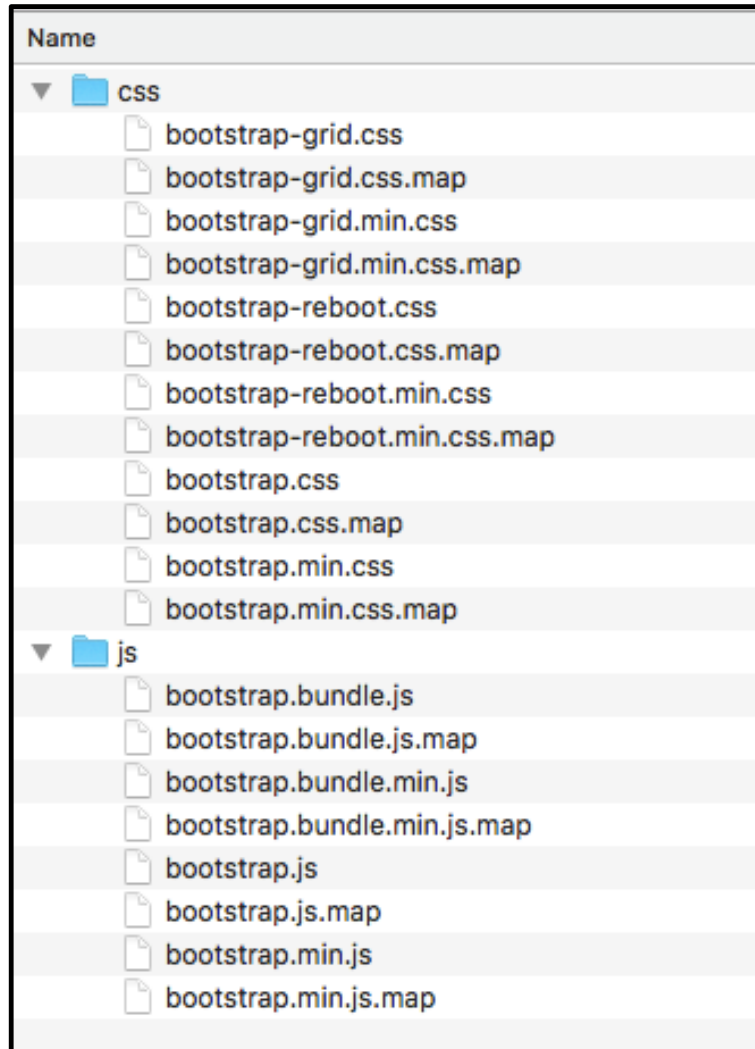 Name
css
bootstrap-grid.css
bootstrap-grid.css.map
bootstrap-grid.min.css
bootstrap-grid.min.css.map
bootstrap-reboot.css
bootstrap-reboot.css.map
bootstrap-reboot.min.css
bootstrap-reboot.min.css.map
bootstrap.css
bootstrap.css.map
bootstrap.min.css
bootstrap.min.css.map
js
bootstrap.bundle.js
bootstrap.bundle.js.map
bootstrap.bundle.min.js
bootstrap.bundle.min.js.map
bootstrap.js
bootstrap.js.map
bootstrap.min.js
bootstrap.min.js.map